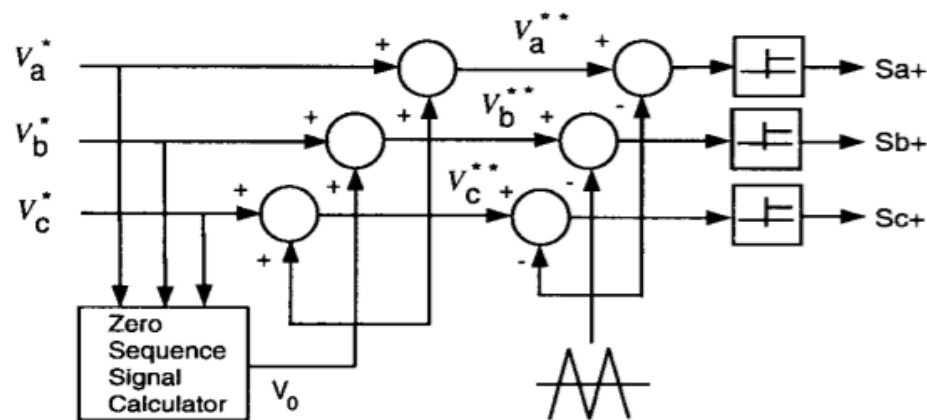 Va* + Va** + Sa+
+ -
Vb* + Vb** + Sb+
+ -
Vc* + Vc** + Sc+
+ -
Zero
Sequence
Signal
Calculator
V0